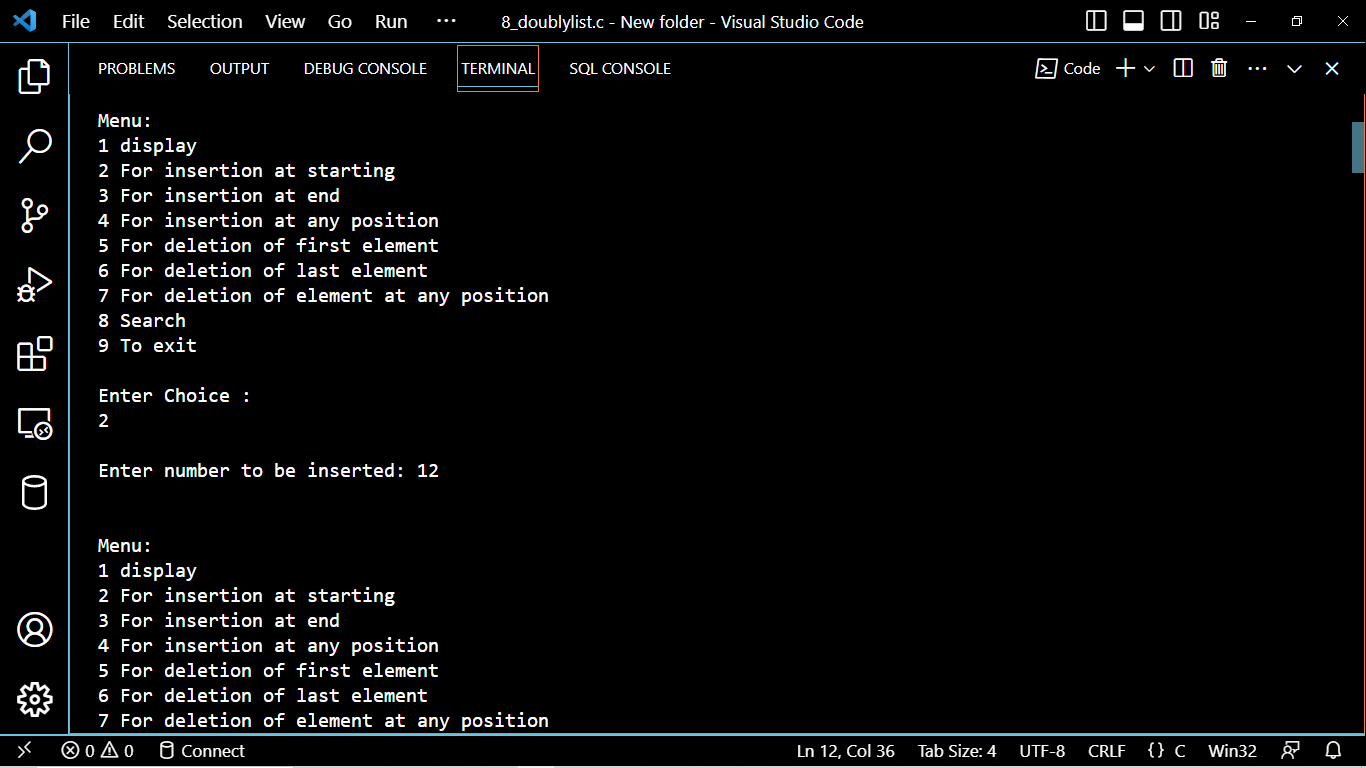 File Edit Selection View Go Run ··· 8_doublylist.c - New folder - Visual Studio Code
PROBLEMS OUTPUT DEBUG CONSOLE TERMINAL SQL CONSOLE Code
Menu:
1 display
2 For insertion at starting
3 For insertion at end
4 For insertion at any position
5 For deletion of first element
6 For deletion of last element
7 For deletion of element at any position
8 Search
9 To exit
Enter Choice :
2
Enter number to be inserted: 12
Menu:
1 display
2 For insertion at starting
3 For insertion at end
4 For insertion at any position
5 For deletion of first element
6 For deletion of last element
7 For deletion of element at any position
0 0 Connect Ln 12, Col 36 Tab Size: 4 UTF-8 CRLF {} C Win32